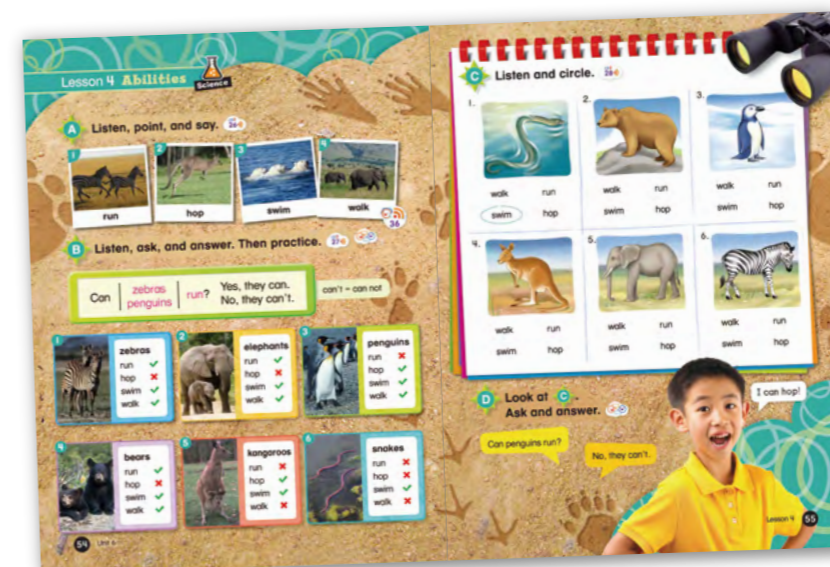 Lesson 4 Abilities
Science
A Listen, point, and say.
1
2
3
4
run
hop
swim
walk
36
B Listen, ask, and answer. Then practice.
Can zebras penguins run? Yes, they can. No, they can't.
can't = can not
1
zebras
run ✓
hop ✗
swim ✓
walk ✓
2
elephants
run ✓
hop ✗
swim ✓
walk ✓
3
penguins
run ✗
hop ✓
swim ✓
walk ✓
4
bears
run ✓
hop ✗
swim ✓
walk ✓
5
kangaroos
run ✗
hop ✓
swim ✓
walk ✗
6
snakes
run ✗
hop ✗
swim ✓
walk ✗
54 Unit 6
C Listen and circle.
1.
walk run
swim hop
2.
walk run
swim hop
3.
walk run
swim hop
4.
walk run
swim hop
5.
walk run
swim hop
6.
walk run
swim hop
D Look at C.
Ask and answer.
Can penguins run?
No, they can't.
I can hop!
Lesson 4 55